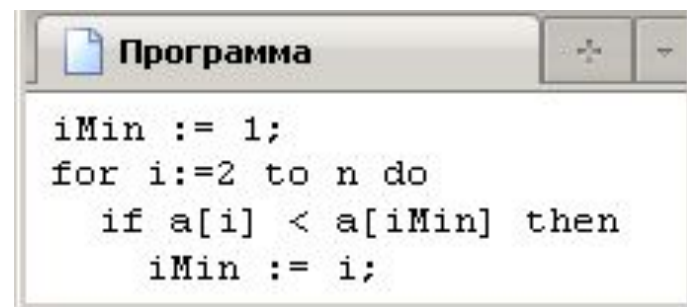 Программа
iMin := 1;
for i:=2 to n do
if a[i] < a[iMin] then
iMin := i;